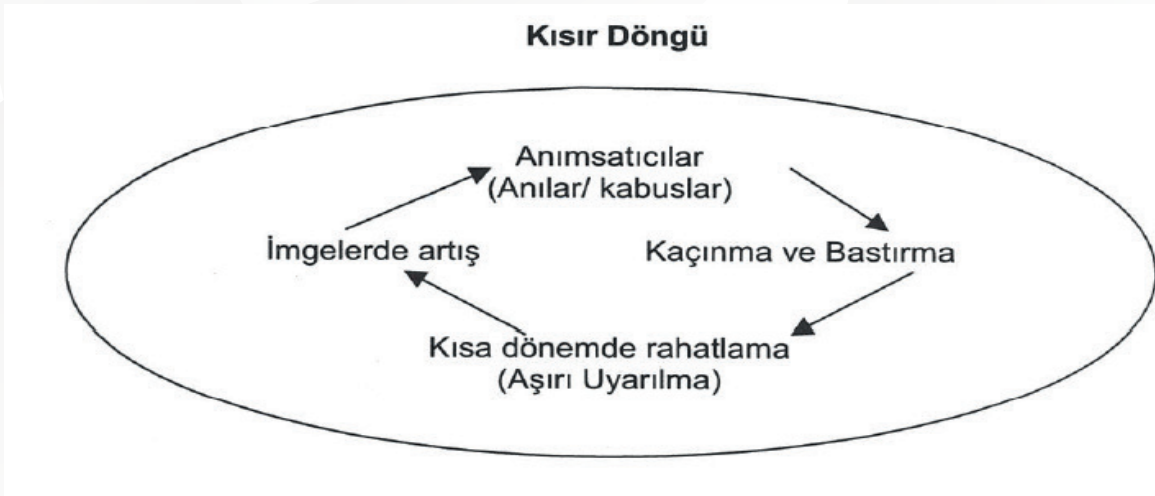 Kısır Döngü
Anımsatıcılar
(Anılar/ kabuslar)
İmgelerde artış
Kaçınma ve Bastırma
Kısa dönemde rahatlama
(Aşırı Uyarılma)